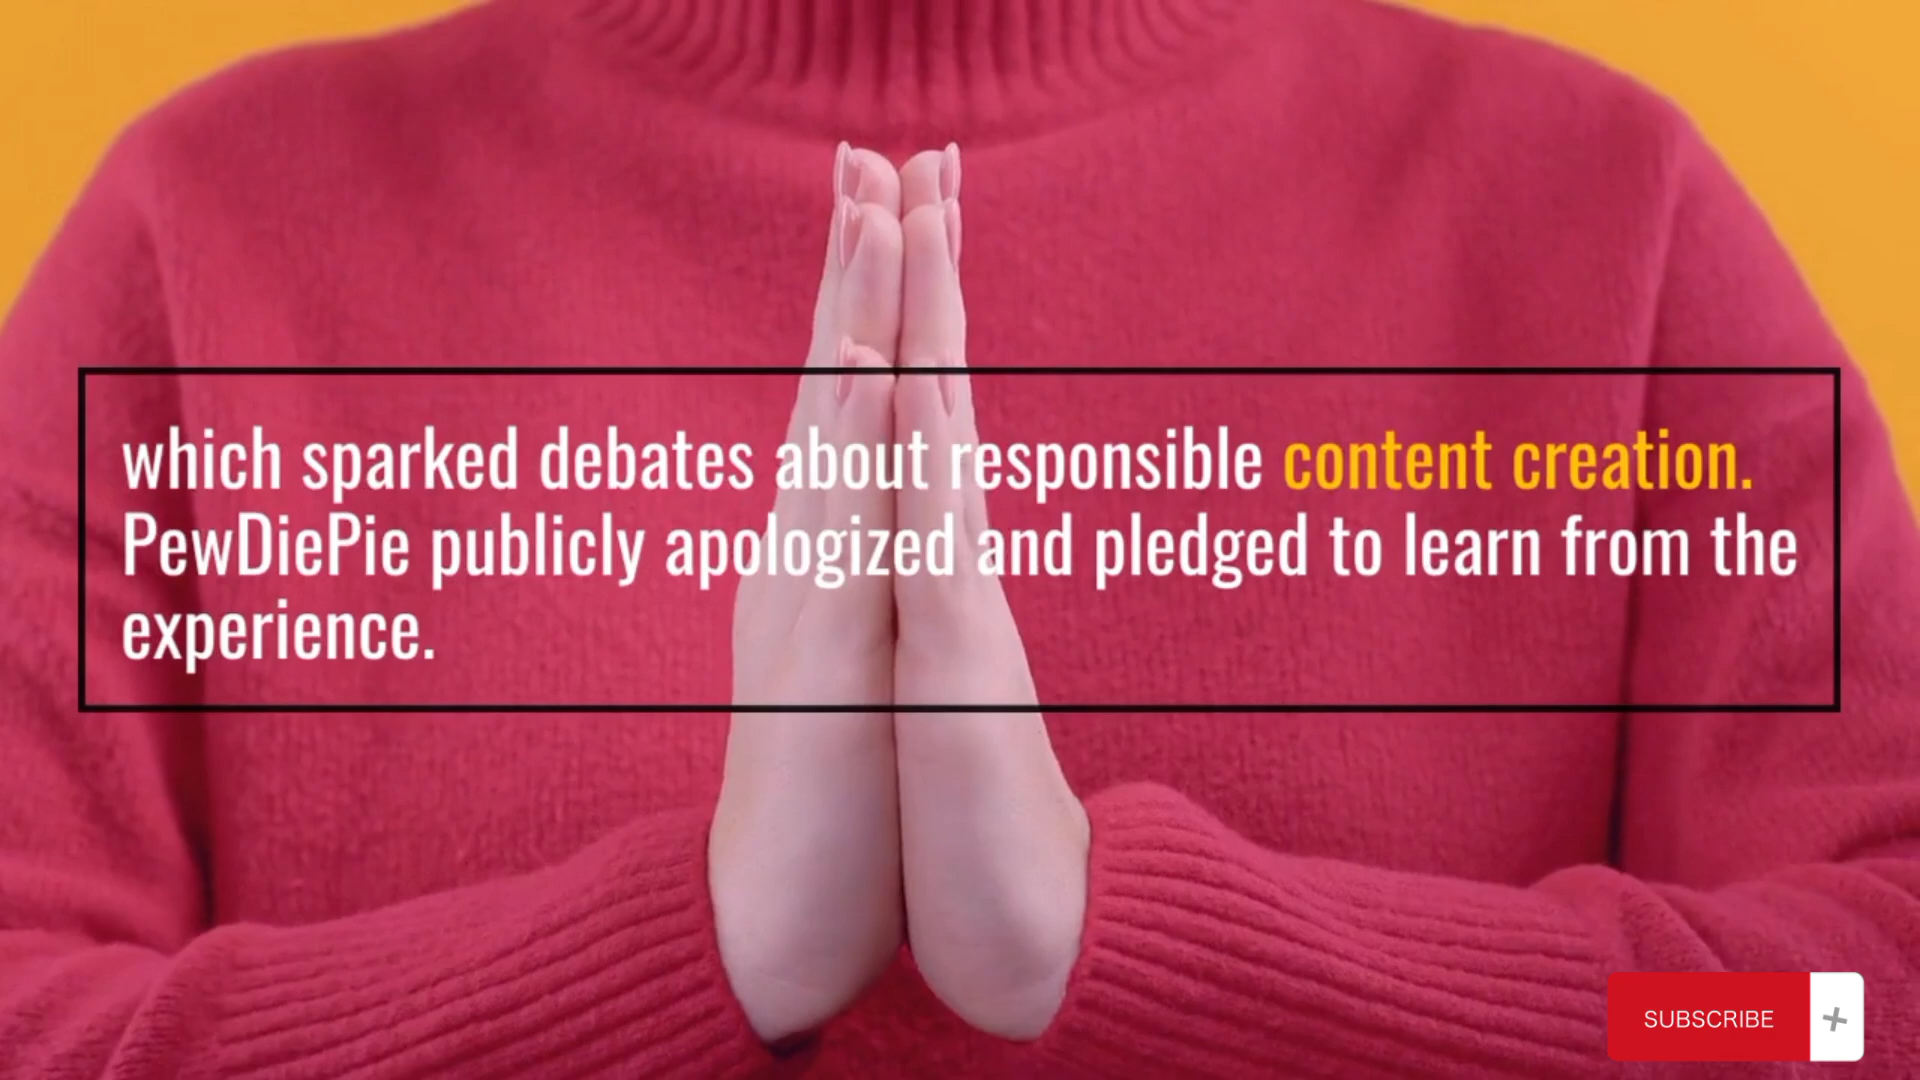 which sparked debates about responsible content creation.
PewDiePie publicly apologized and pledged to learn from the
experience.
SUBSCRIBE